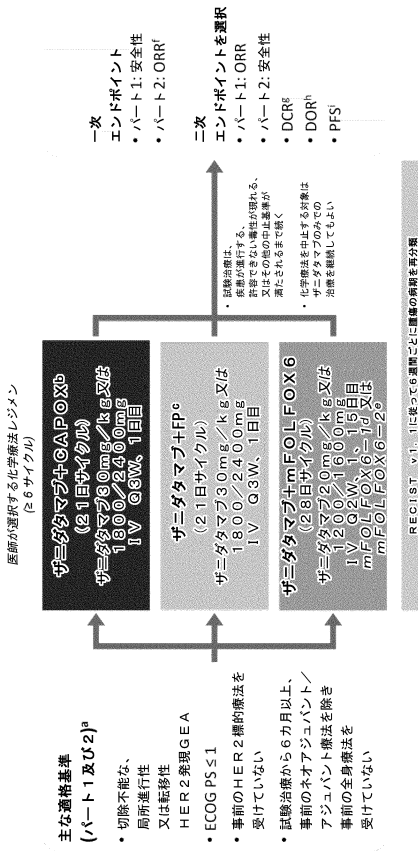 医師が選択する化学療法レジメン
(≥6サイクル)
主な適格基準
(パート1及び2)a
• 切除不能な、
局所進行性
又は転移性
HER2発現GEA
• ECOG PS ≤ 1
• 事前のHER2標的療法を
受けていない
• 試験治療から6カ月以上、
事前のネオアジュバント/
アジュバント療法を除き
事前の全身療法を
受けていない
ザニダタマブ+CAPOXb
(21日サイクル)
ザニダタマブ30mg/kg又は
1800/2400mg
IV Q3W、1日目
ザニダタマブ+FPc
(21日サイクル)
ザニダタマブ30mg/kg又は
1800/2400mg
IV Q3W、1日目
ザニダタマブ+mFOLFOX6
(28日サイクル)
ザニダタマブ20mg/kg又は
1200/1600mg
IV Q2W、1、15日目
mFOLFOX6-1d又は
mFOLFOX6-2e
• 試験治療は、
疾患が進行する、
許容できない毒性が現れる、
又はその他の中止基準が
満たされるまで続く
• 化学療法を中止する対象は
ザニダタマブのみでの
治療を継続してもよい
一次
エンドポイント
• パート1: 安全性
• パート2: ORRf
二次
エンドポイントを選択
• パート1: ORR
• パート2: 安全性
• DCRg
• DORh
• PFSi
RECIST v1.1に従って6週間ごとに腫瘍の病期を再分類